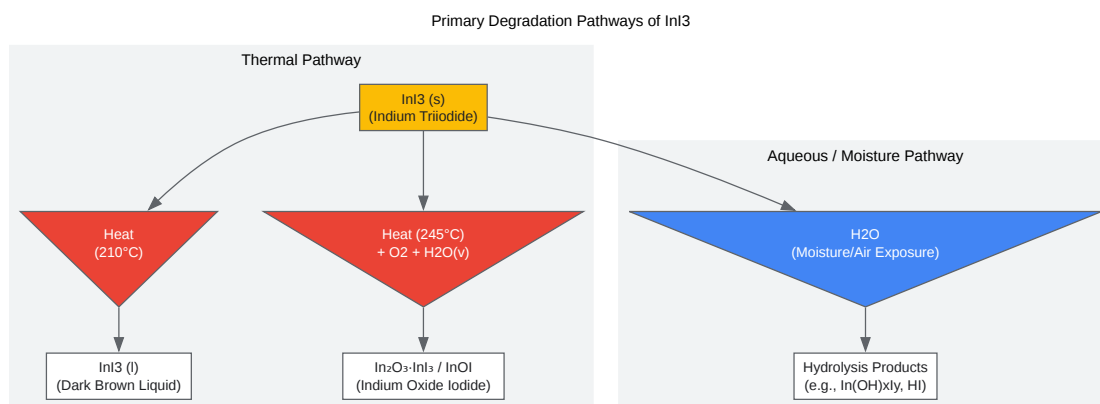 Primary Degradation Pathways of InI3
Thermal Pathway
InI3 (s)
(Indium Triiodide)
Aqueous / Moisture Pathway
Heat
(210°C)
Heat (245°C)
+ O2 + H2O(v)
H2O
(Moisture/Air Exposure)
InI3 (l)
(Dark Brown Liquid)
In₂O₃·InI₃ / InOI
(Indium Oxide Iodide)
Hydrolysis Products
(e.g., In(OH)xIy, HI)